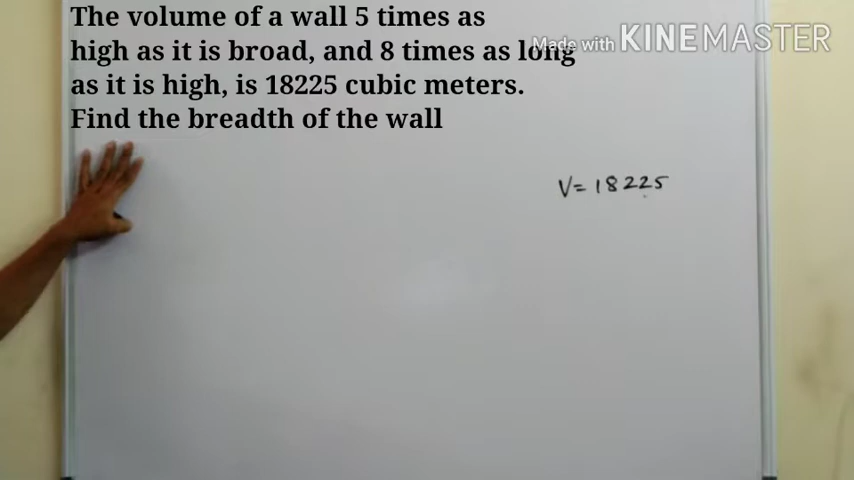 The volume of a wall 5 times as
high as it is broad, and 8 times as long
as it is high, is 18225 cubic meters.
Find the breadth of the wall
Made with KINEMASTER
V=18225